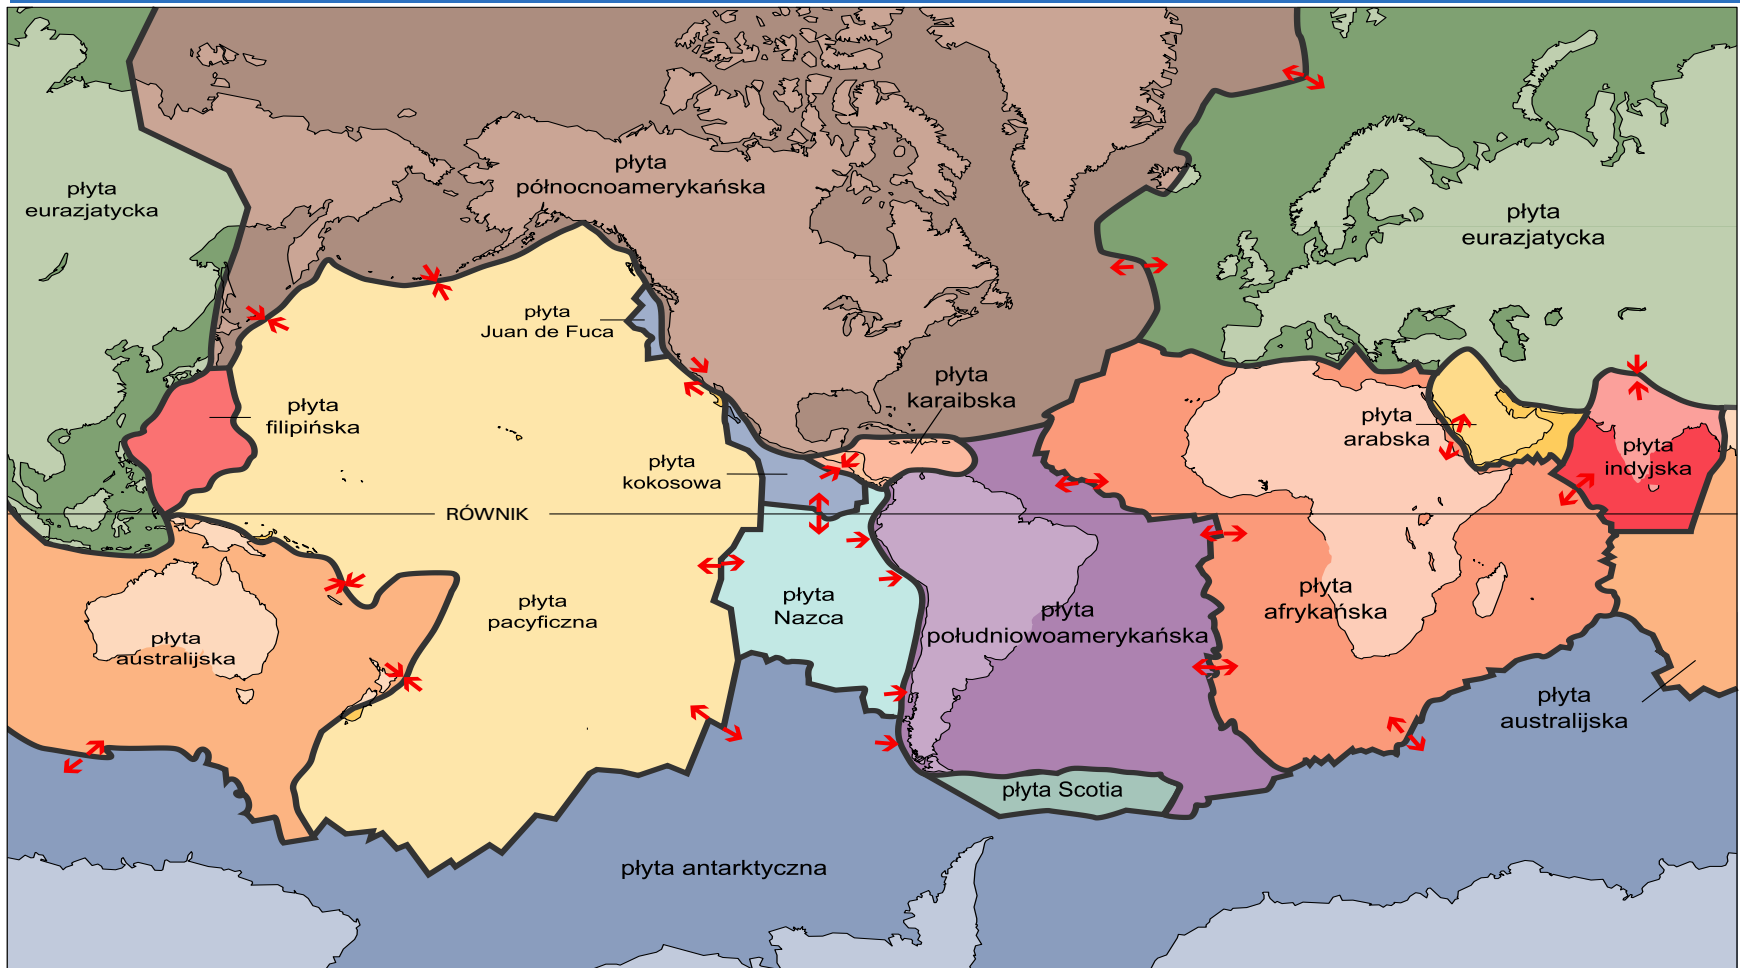 płyta
północnoamerykańska
płyta
eurazjatycka
płyta
eurazjatycka
płyta
Juan de Fuca
płyta
karaibska
płyta
filipińska
płyta
arabska
płyta
indyjska
płyta
kokosowa
RÓWNIK
płyta
Nazca
płyta
pacyficzna
płyta
południowoamerykańska
płyta
afrykańska
płyta
australijska
płyta
australijska
płyta Scotia
płyta antarktyczna